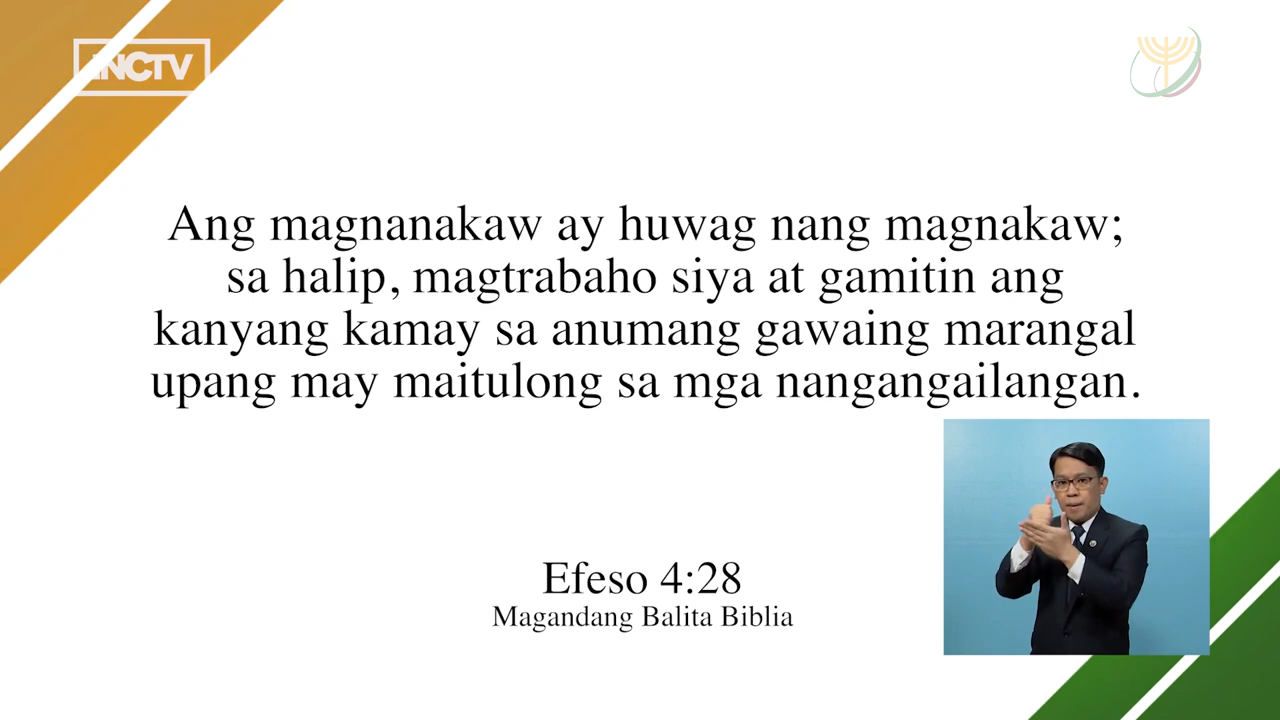 iNCTV
Ang magnanakaw ay huwag nang magnakaw;
sa halip, magtrabaho siya at gamitin ang
kanyang kamay sa anumang gawaing marangal
upang may maitulong sa mga nangangailangan.
Efeso 4:28
Magandang Balita Biblia